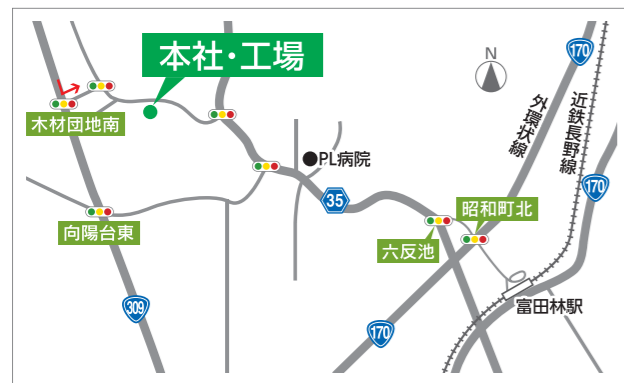 本社・工場
N
170
外環状線
近鉄長野線
木材団地南
PL病院
170
35
昭和町北
向陽台東
六反池
309
170
富田林駅